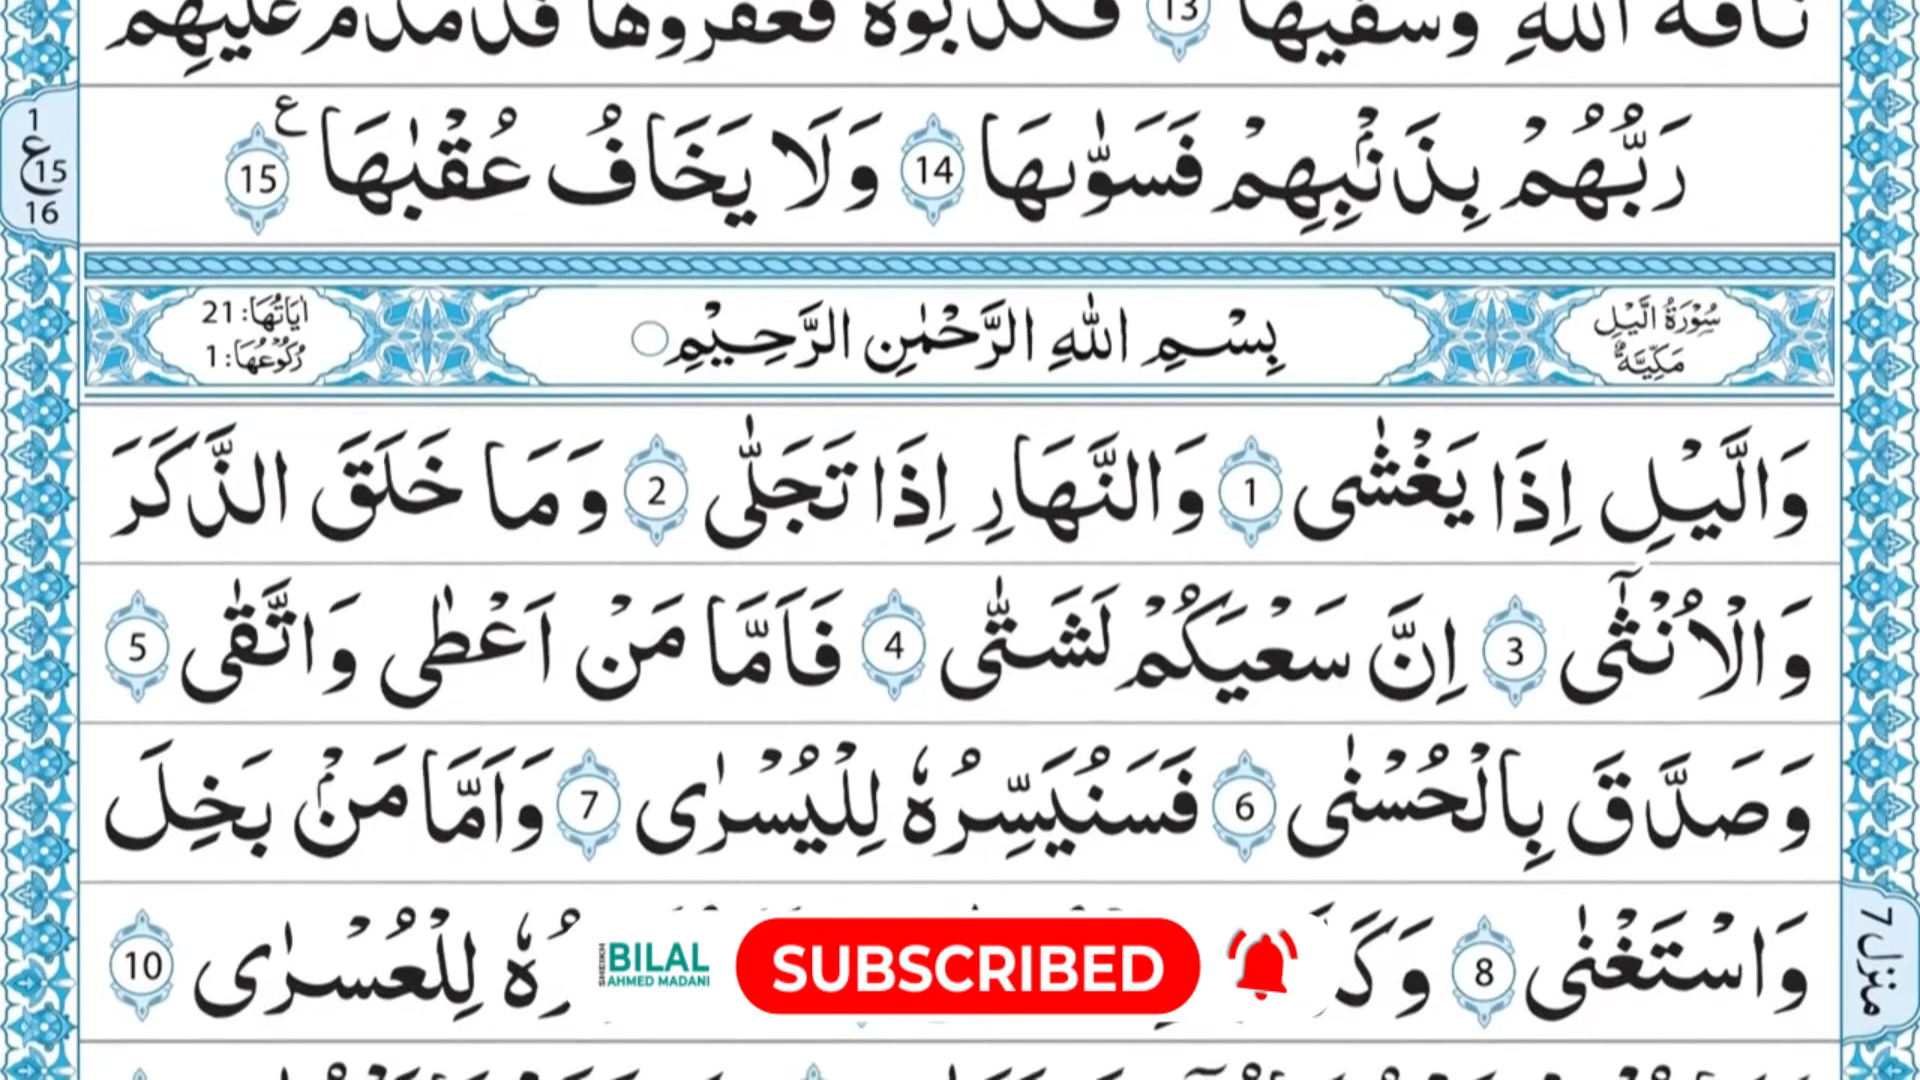 نَاقَةَ اللّٰهِ وَسُقْيٰهَا 13 فَكَذَّبُوْهُ فَعَقَرُوْهَا فَدَمْدَمَ عَلَيْهِمْ
رَبُّهُمْ بِذَنْۢبِهِمْ فَسَوّٰىهَا 14 وَلَا يَخَافُ عُقْبٰهَا 15 ع
1
ع 15
16
سُوْرَةُ الَّيْلِ مَكِّيَّةٌ
بِسْمِ اللّٰهِ الرَّحْمٰنِ الرَّحِيْمِ
اٰيَاتُهَا: 21
رُكُوْعُهَا: 1
وَالَّيْلِ اِذَا يَغْشٰى 1 وَالنَّهَارِ اِذَا تَجَلّٰى 2 وَمَا خَلَقَ الذَّكَرَ
وَالْاُنْثٰٓى 3 اِنَّ سَعْيَكُمْ لَشَتّٰى 4 فَاَمَّا مَنْ اَعْطٰى وَاتَّقٰى 5
وَصَدَّقَ بِالْحُسْنٰى 6 فَسَنُيَسِّرُهٗ لِلْيُسْرٰى 7 وَاَمَّا مَنْۢ بَخِلَ
وَاسْتَغْنٰى 8 لِلْعُسْرٰى 10
منزل 7
SHEIKH BILAL AHMED MADANI
SUBSCRIBED